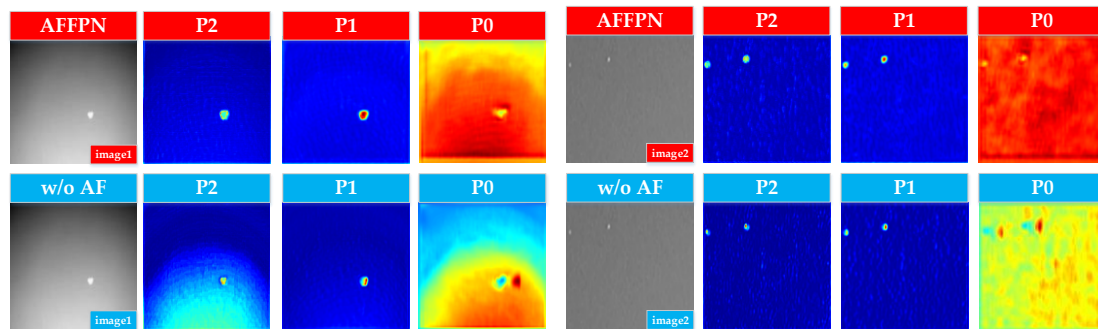 AFFPN P2 P1 P0
image1
w/o AF P2 P1 P0
image1
AFFPN P2 P1 P0
image2
w/o AF P2 P1 P0
image2